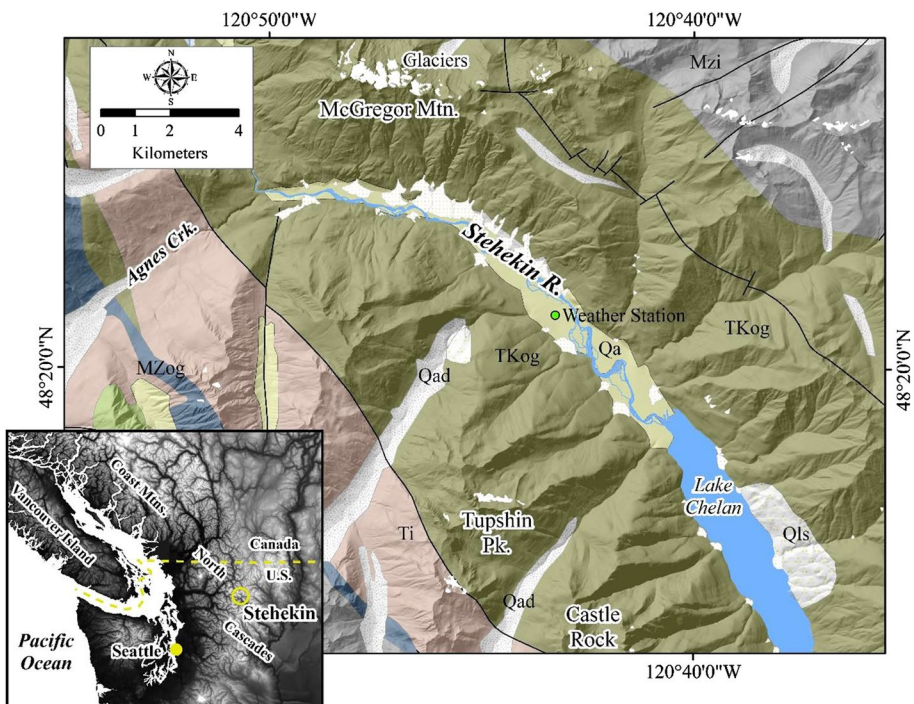 120°50'0"W
120°40'0"W
N
W E
S
0 1 2 4
Kilometers
Glaciers
McGregor Mtn.
Mzi
Agnes Crk.
Stehekin R.
Weather Station
TKog
Qa
TKog
Qad
MZog
48°20'0"N
48°20'0"N
Lake
Chelan
Qls
Tupshin
Pk.
Ti
Qad
Castle
Rock
Coast Mtns.
Vancouver Island
North
Cascades
Canada
U.S.
Stehekin
Seattle
Pacific
Ocean
120°40'0"W